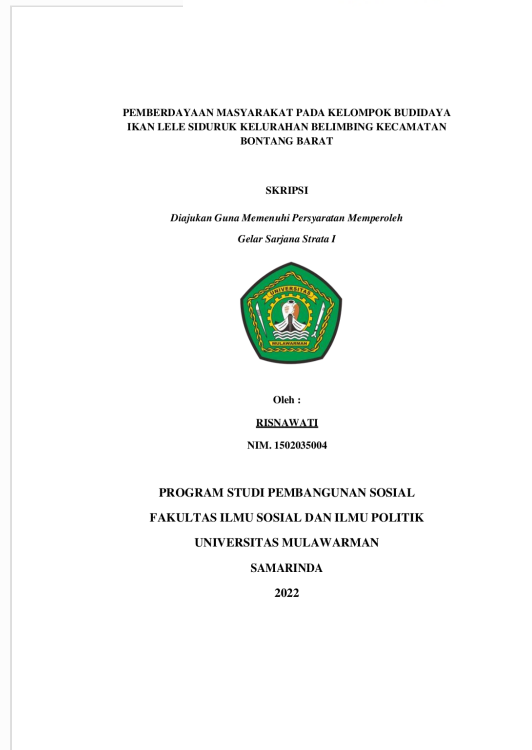 PEMBERDAYAAN MASYARAKAT PADA KELOMPOK BUDIDAYA
IKAN LELE SIDURUK KELURAHAN BELIMBING KECAMATAN
BONTANG BARAT
SKRIPSI
Diajukan Guna Memenuhi Persyaratan Memperoleh
Gelar Sarjana Strata I
UNIVERSITAS
MULAWARMAN
Oleh :
RISNAWATI
NIM. 1502035004
PROGRAM STUDI PEMBANGUNAN SOSIAL
FAKULTAS ILMU SOSIAL DAN ILMU POLITIK
UNIVERSITAS MULAWARMAN
SAMARINDA
2022